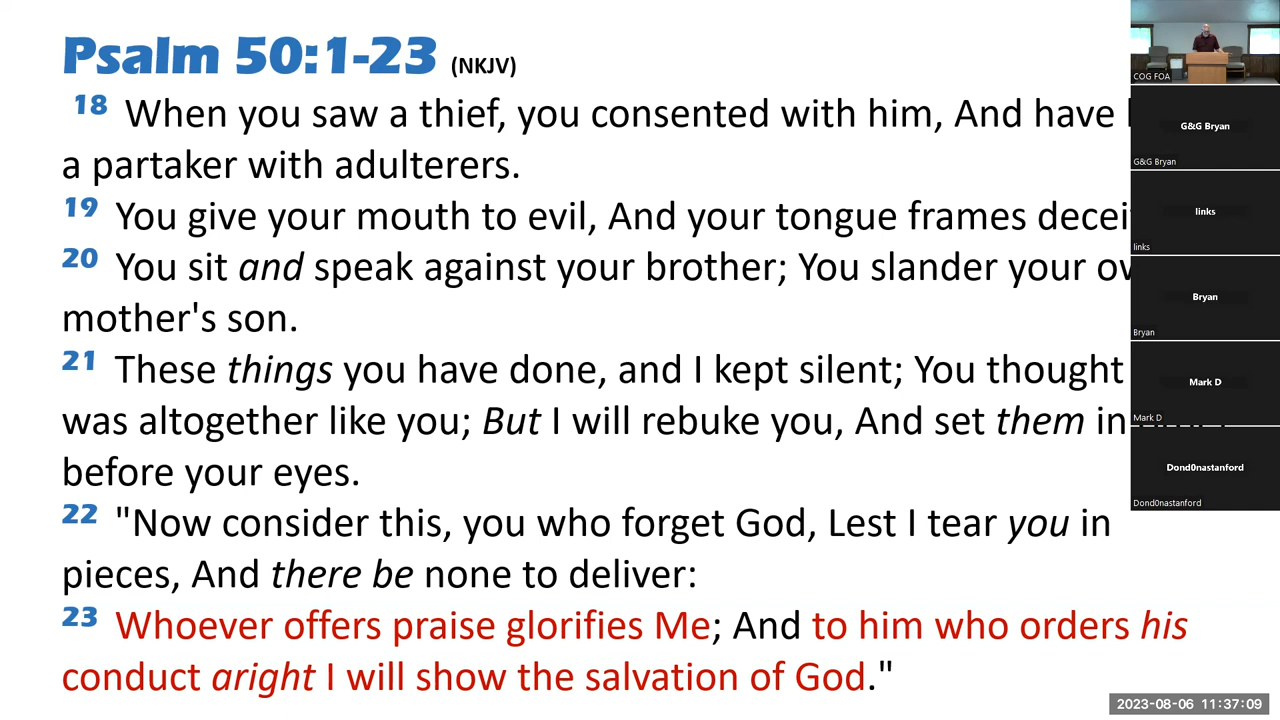 Psalm 50:1-23 (NKJV)
18 When you saw a thief, you consented with him, And have
a partaker with adulterers.
19 You give your mouth to evil, And your tongue frames
20 You sit and speak against your brother; You slander your
mother's son.
21 These things you have done, and I kept silent; You thought
was altogether like you; But I will rebuke you, And set them in
before your eyes.
22 "Now consider this, you who forget God, Lest I tear you in
pieces, And there be none to deliver:
23 Whoever offers praise glorifies Me; And to him who orders his
conduct aright I will show the salvation of God."
COG FOA
G&G Bryan
G&G Bryan
links
links
Bryan
Bryan
Mark D
Mark D
Dond0nastanford
Dond0nastanford
2023-08-06 11:37:09